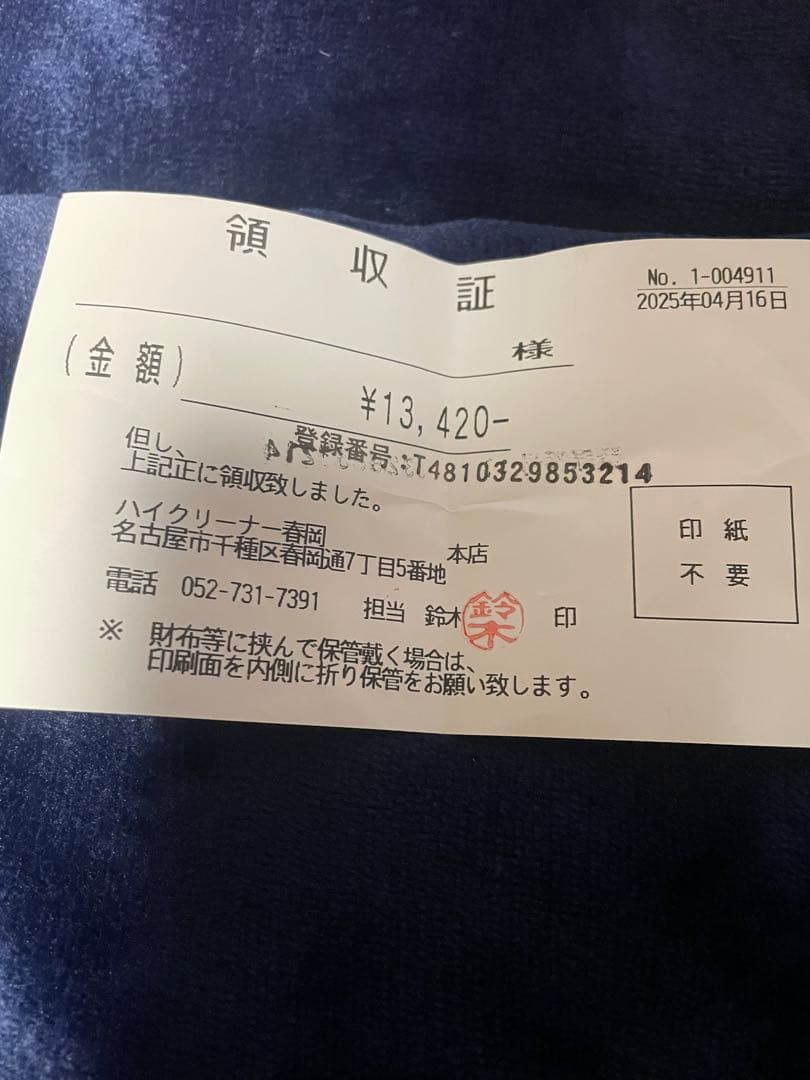 領収証
No. 1-004911
2025年04月16日
様
(金額)
¥13,420-
登録番号:T4810329853214
但し、
上記正に領収致しました。
ハイクリーナー春岡
名古屋市千種区春岡通7丁目5番地
本店
電話 052-731-7391
担当 鈴木
鈴木
印
印紙
不要
※ 財布等に挟んで保管戴く場合は、
印刷面を内側に折り保管をお願い致します。